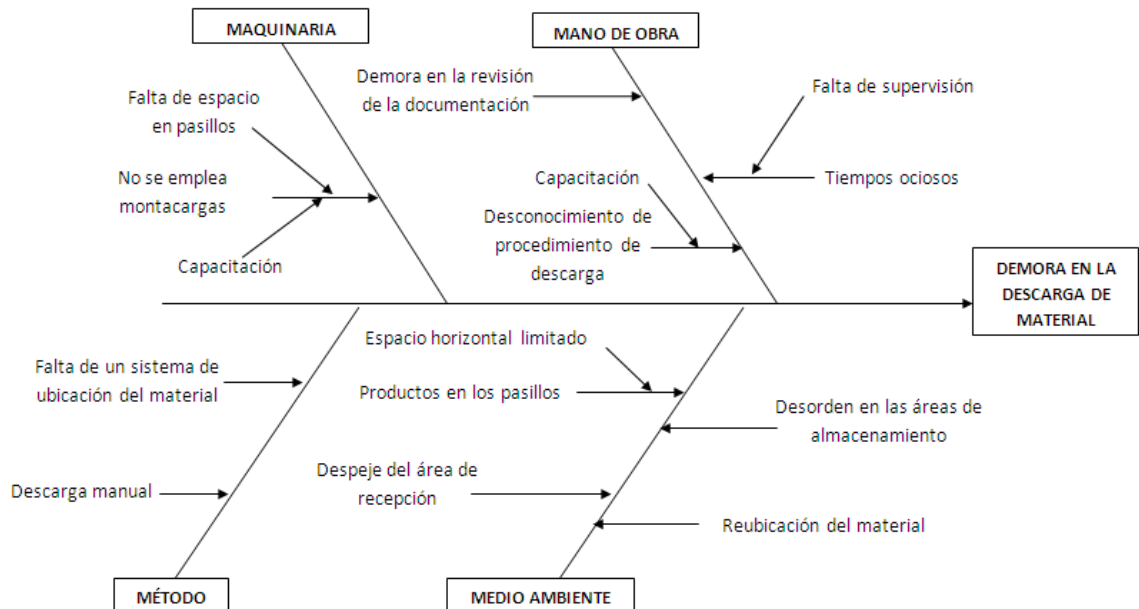 MAQUINARIA
MANO DE OBRA
Demora en la revisión
de la documentación
Falta de supervisión
Falta de espacio
en pasillos
No se emplea
montacargas
Capacitación
Capacitación
Tiempos ociosos
Desconocimiento de
procedimiento de
descarga
DEMORA EN LA
DESCARGA DE
MATERIAL
Espacio horizontal limitado
Falta de un sistema de
ubicación del material
Productos en los pasillos
Desorden en las áreas de
almacenamiento
Descarga manual
Despeje del área de
recepción
Reubicación del material
MÉTODO
MEDIO AMBIENTE